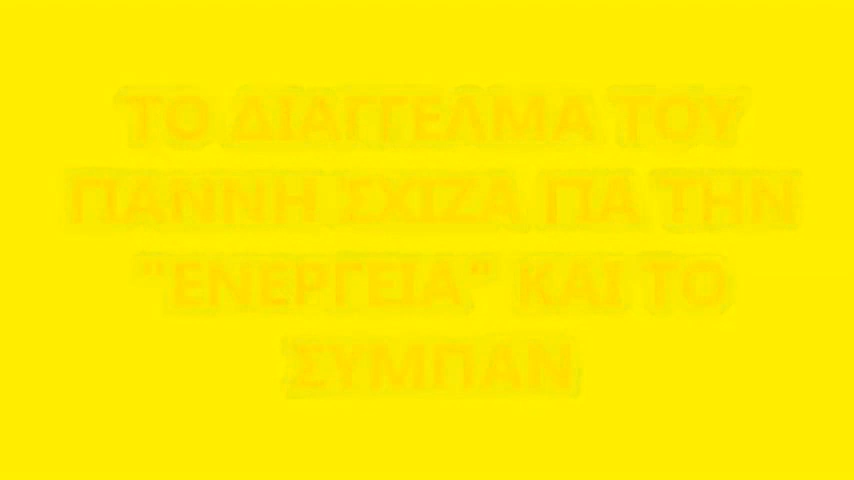 ΤΟ ΔΙΑΓΓΕΛΜΑ ΤΟΥ
ΓΙΑΝΝΗ ΣΧΙΖΑ ΓΙΑ ΤΗΝ
"ΕΝΕΡΓΕΙΑ" ΚΑΙ ΤΟ
ΣΥΜΠΑΝ